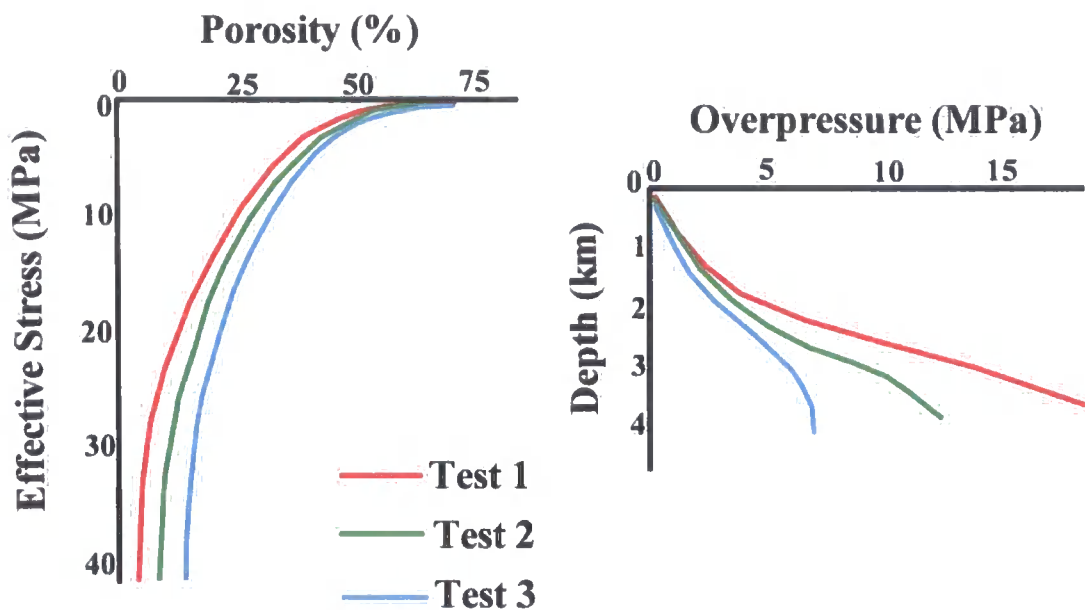 Porosity (%)
0 25 50 75
0
10
20
30
40
Effective Stress (MPa)
Test 1
Test 2
Test 3
Overpressure (MPa)
0 5 10 15
0
1
2
3
4
Depth (km)